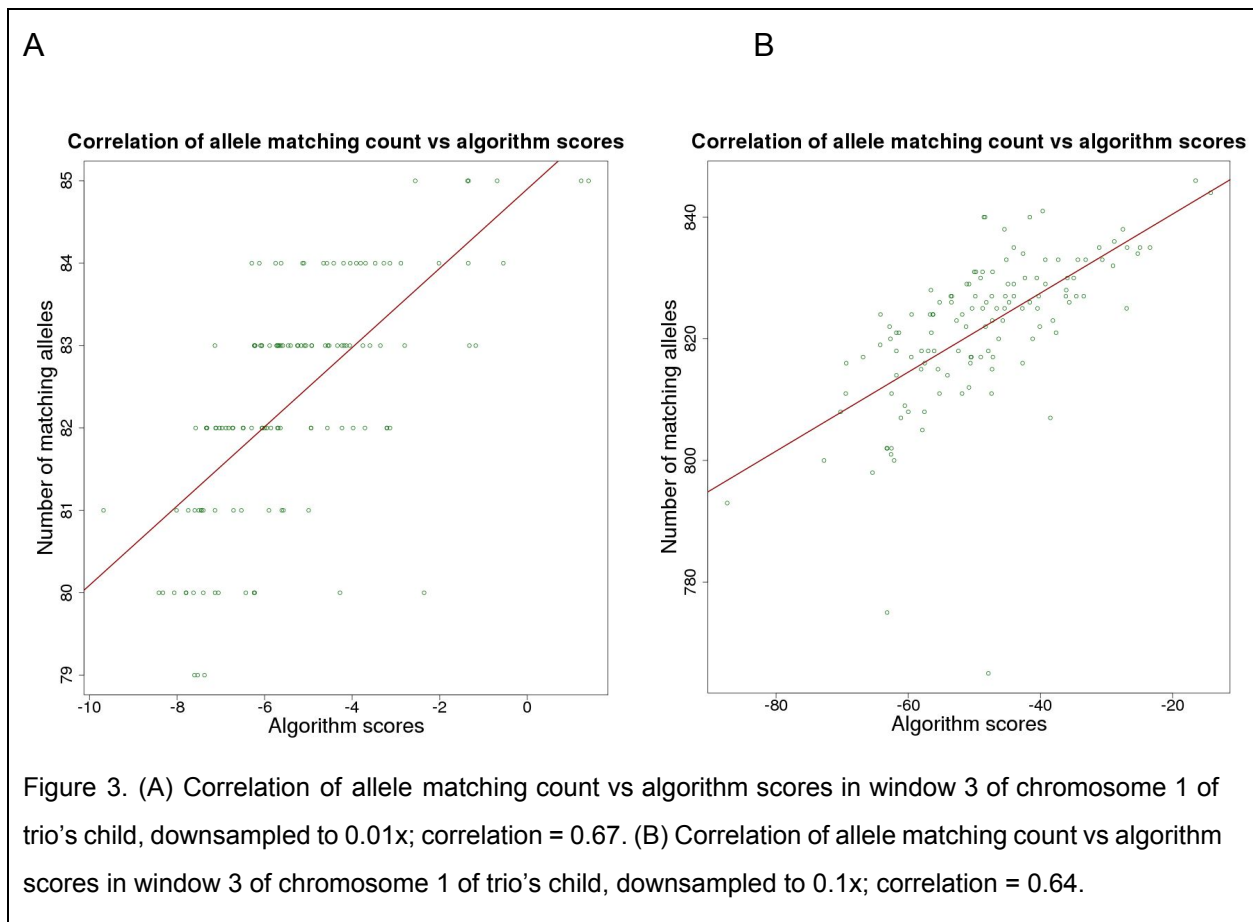 A
B
Correlation of allele matching count vs algorithm scores
Number of matching alleles
85
84
83
82
81
80
79
-10
-8
-6
-4
-2
0
Algorithm scores
Correlation of allele matching count vs algorithm scores
Number of matching alleles
840
820
800
780
-80
-60
-40
-20
Algorithm scores
Figure 3. (A) Correlation of allele matching count vs algorithm scores in window 3 of chromosome 1 of
trio's child, downsampled to 0.01x; correlation = 0.67. (B) Correlation of allele matching count vs algorithm
scores in window 3 of chromosome 1 of trio's child, downsampled to 0.1x; correlation = 0.64.